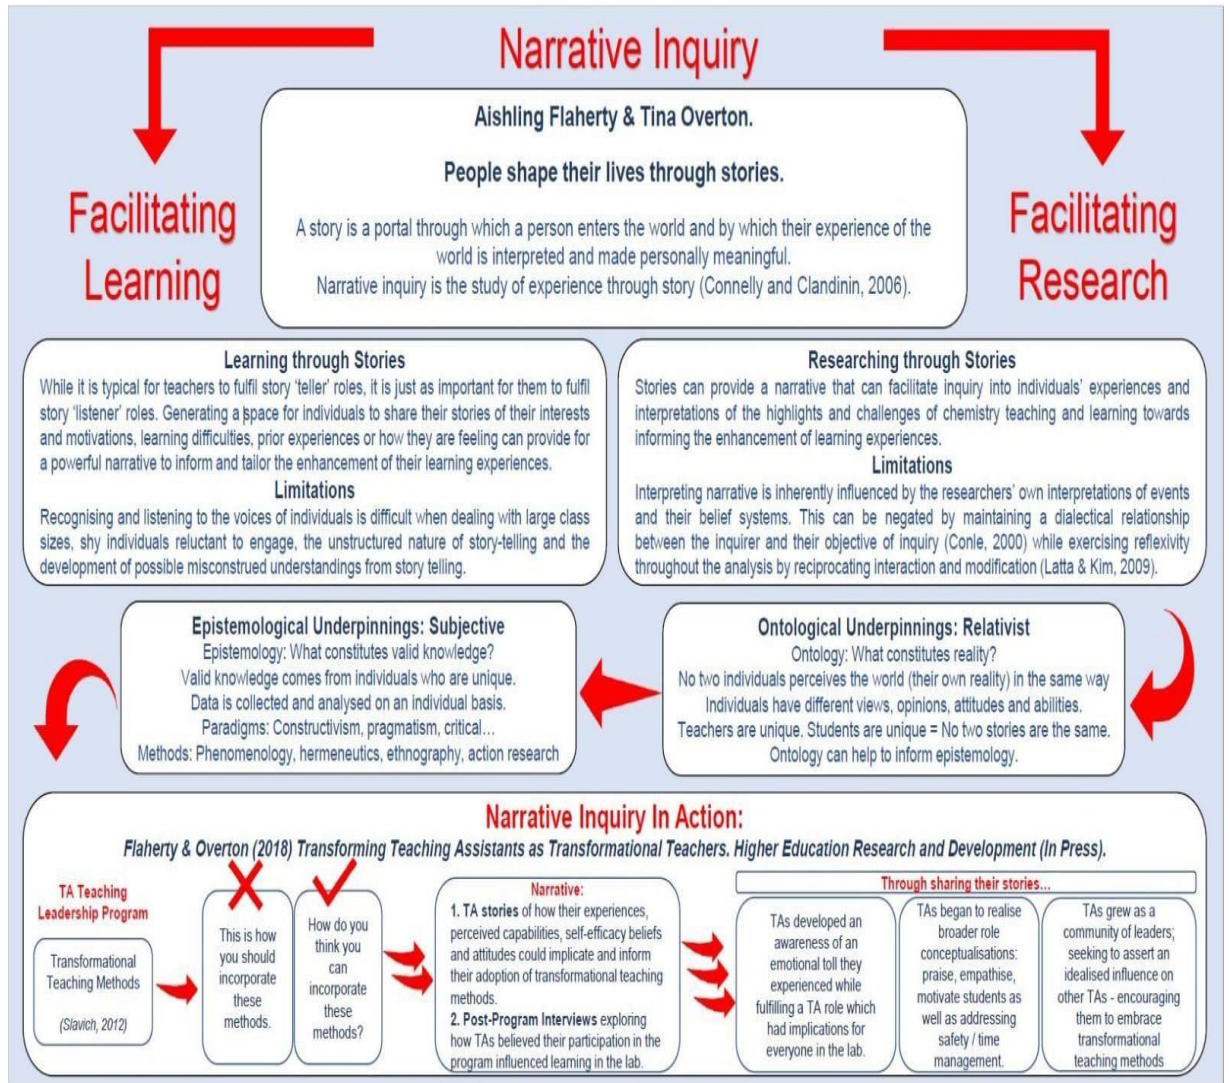 Narrative Inquiry
Aishling Flaherty & Tina Overton.
People shape their lives through stories.
A story is a portal through which a person enters the world and by which their experience of the
world is interpreted and made personally meaningful.
Narrative inquiry is the study of experience through story (Connelly and Clandinin, 2006).
Facilitating
Learning
Facilitating
Research
Learning through Stories
While it is typical for teachers to fulfil story ‘teller’ roles, it is just as important for them to fulfil
story ‘listener’ roles. Generating a space for individuals to share their stories of their interests
and motivations, learning difficulties, prior experiences or how they are feeling can provide for
a powerful narrative to inform and tailor the enhancement of their learning experiences.
Limitations
Recognising and listening to the voices of individuals is difficult when dealing with large class
sizes, shy individuals reluctant to engage, the unstructured nature of story-telling and the
development of possible misconstrued understandings from story telling.
Researching through Stories
Stories can provide a narrative that can facilitate inquiry into individuals’ experiences and
interpretations of the highlights and challenges of chemistry teaching and learning towards
informing the enhancement of learning experiences.
Limitations
Interpreting narrative is inherently influenced by the researchers’ own interpretations of events
and their belief systems. This can be negated by maintaining a dialectical relationship
between the inquirer and their objective of inquiry (Conle, 2000) while exercising reflexivity
throughout the analysis by reciprocating interaction and modification (Latta & Kim, 2009).
Epistemological Underpinnings: Subjective
Epistemology: What constitutes valid knowledge?
Valid knowledge comes from individuals who are unique.
Data is collected and analysed on an individual basis.
Paradigms: Constructivism, pragmatism, critical…
Methods: Phenomenology, hermeneutics, ethnography, action research
Ontological Underpinnings: Relativist
Ontology: What constitutes reality?
No two individuals perceives the world (their own reality) in the same way
Individuals have different views, opinions, attitudes and abilities.
Teachers are unique. Students are unique = No two stories are the same.
Ontology can help to inform epistemology.
Narrative Inquiry In Action:
Flaherty & Overton (2018) Transforming Teaching Assistants as Transformational Teachers. Higher Education Research and Development (In Press).
TA Teaching
Leadership Program
Transformational
Teaching Methods
(Slavich, 2012)
This is how
you should
incorporate
these
methods.
How do you
think you
can
incorporate
these
methods?
Narrative:
1. TA stories of how their experiences,
perceived capabilities, self-efficacy beliefs
and attitudes could implicate and inform
their adoption of transformational teaching
methods.
2. Post-Program Interviews exploring
how TAs believed their participation in the
program influenced learning in the lab.
Through sharing their stories…
TAs developed an
awareness of an
emotional toll they
experienced while
fulfilling a TA role which
had implications for
everyone in the lab.
TAs began to realise
broader role
conceptualisations:
praise, empathise,
motivate students as
well as addressing
safety / time
management.
TAs grew as a
community of leaders;
seeking to assert an
idealised influence on
other TAs - encouraging
them to embrace
transformational
teaching methods